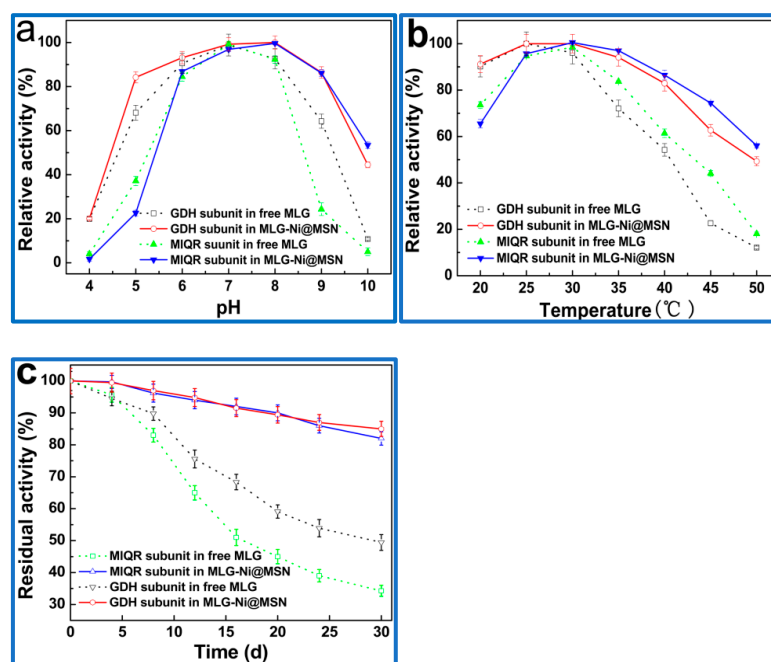 a
Relative activity (%)
100
80
60
40
20
0
GDH subunit in free MLG
GDH subunit in MLG-Ni@MSN
MIQR suunit in free MLG
MIQR subunit in MLG-Ni@MSN
4 5 6 7 8 9 10
pH
b
Relative activity (%)
100
80
60
40
20
0
GDH subunit in free MLG
GDH subunit in MLG-Ni@MSN
MIQR subunit in free MLG
MIQR subunit in MLG-Ni@MSN
20 25 30 35 40 45 50
Temperature(℃)
c
Residual activity (%)
100
90
80
70
60
50
40
30
MIQR subunit in free MLG
MIQR subunit in MLG-Ni@MSN
GDH subunit in free MLG
GDH subunit in MLG-Ni@MSN
0 5 10 15 20 25 30
Time (d)